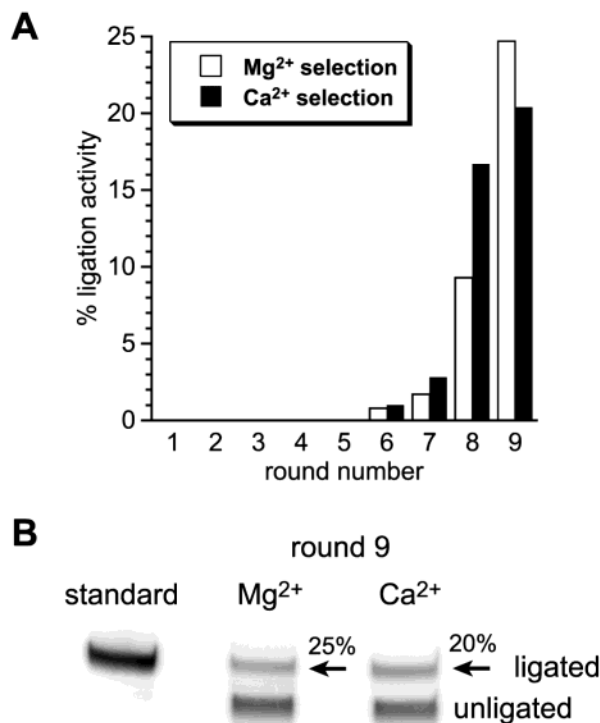 A
25
20
15
10
5
0
% ligation activity
Mg²⁺ selection
Ca²⁺ selection
1 2 3 4 5 6 7 8 9
round number
B
round 9
standard Mg²⁺ Ca²⁺
25% 20%
ligated
unligated